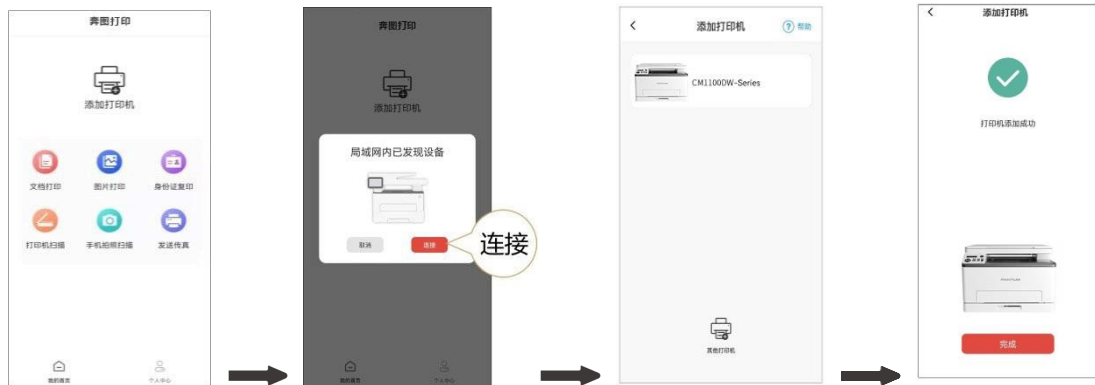 奔图打印
添加打印机
文档打印
图片打印
身份证复印
打印机扫描
手机拍照扫描
发送传真
我的首页
个人中心
奔图打印
添加打印机
局域网内已发现设备
取消
连接
连接
我的首页
个人中心
添加打印机
? 帮助
CM1100DW-Series
其他打印机
添加打印机
打印机添加成功
PANTUM
完成